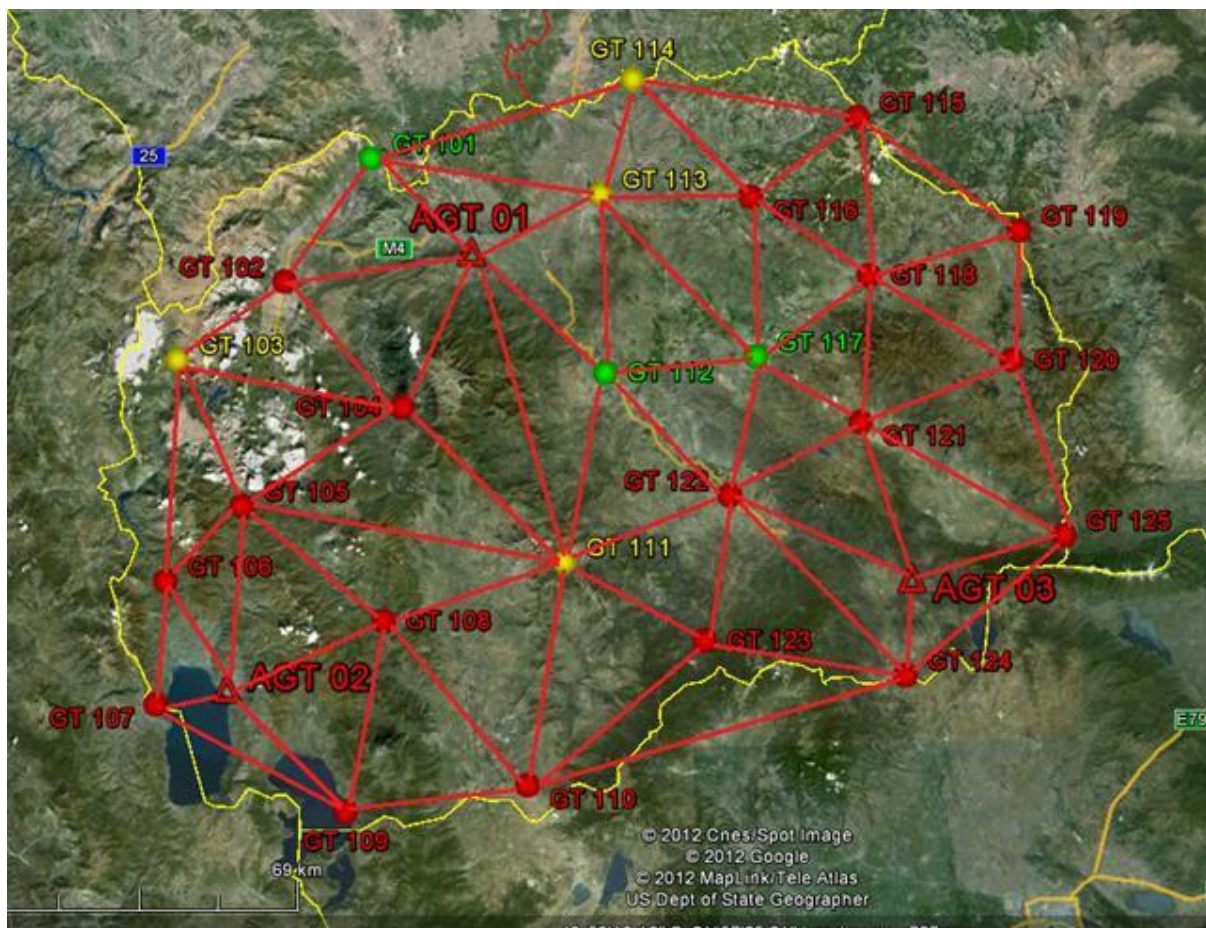 GT 114
GT 115
25
GT 101
GT 113
GT 116
GT 119
AGT 01
M4
GT 102
GT 118
GT 103
GT 117
GT 120
GT 112
GT 104
GT 121
GT 122
GT 105
GT 125
GT 111
GT 106
AGT 03
GT 108
GT 123
GT 124
AGT 02
GT 107
E79
GT 110
GT 109
© 2012 Cnes/Spot Image
© 2012 Google
69 km
© 2012 MapLink/Tele Atlas
US Dept of State Geographer